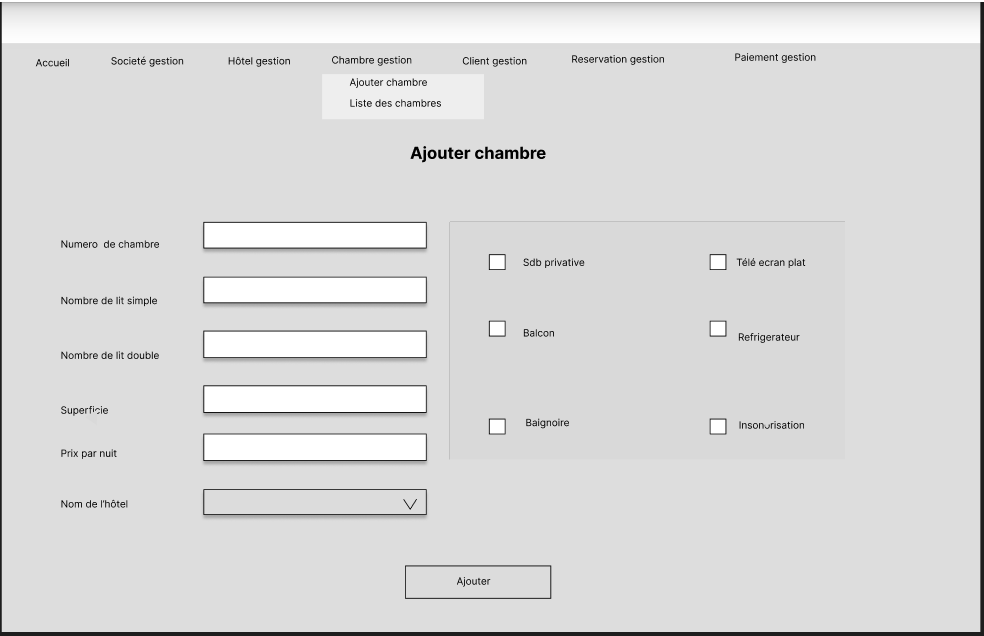 Accueil Societé gestion Hôtel gestion Chambre gestion Client gestion Reservation gestion Paiement gestion
Ajouter chambre
Liste des chambres
Ajouter chambre
Numero de chambre
Sdb privative Télé ecran plat
Nombre de lit simple
Balcon Refrigerateur
Nombre de lit double
Superficie
Baignoire Insonorisation
Prix par nuit
Nom de l'hôtel
Ajouter